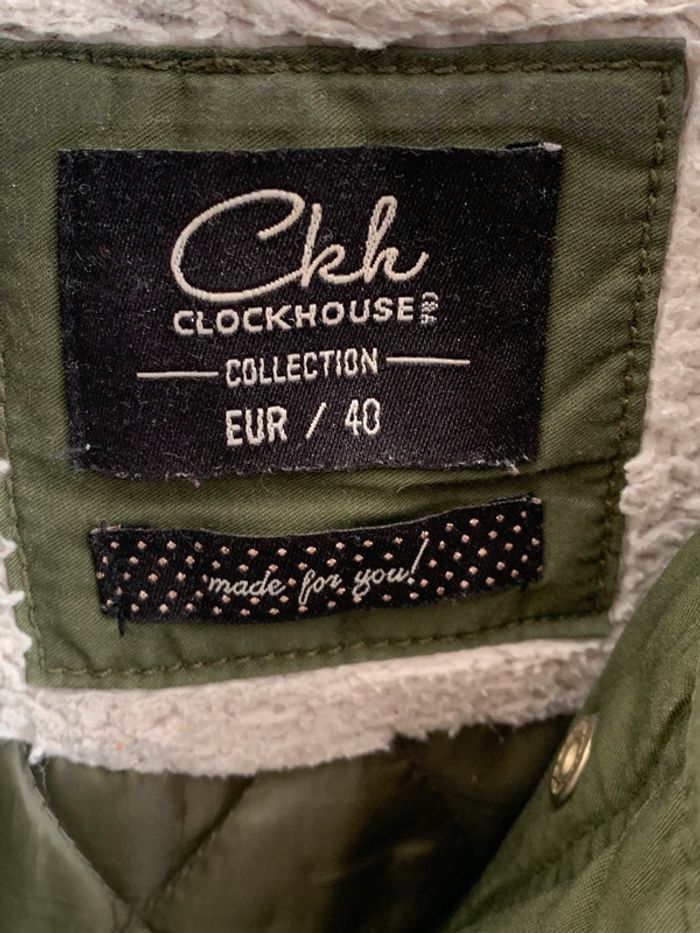 Ckh
CLOCKHOUSE C&A
COLLECTION
EUR / 40
made for you!